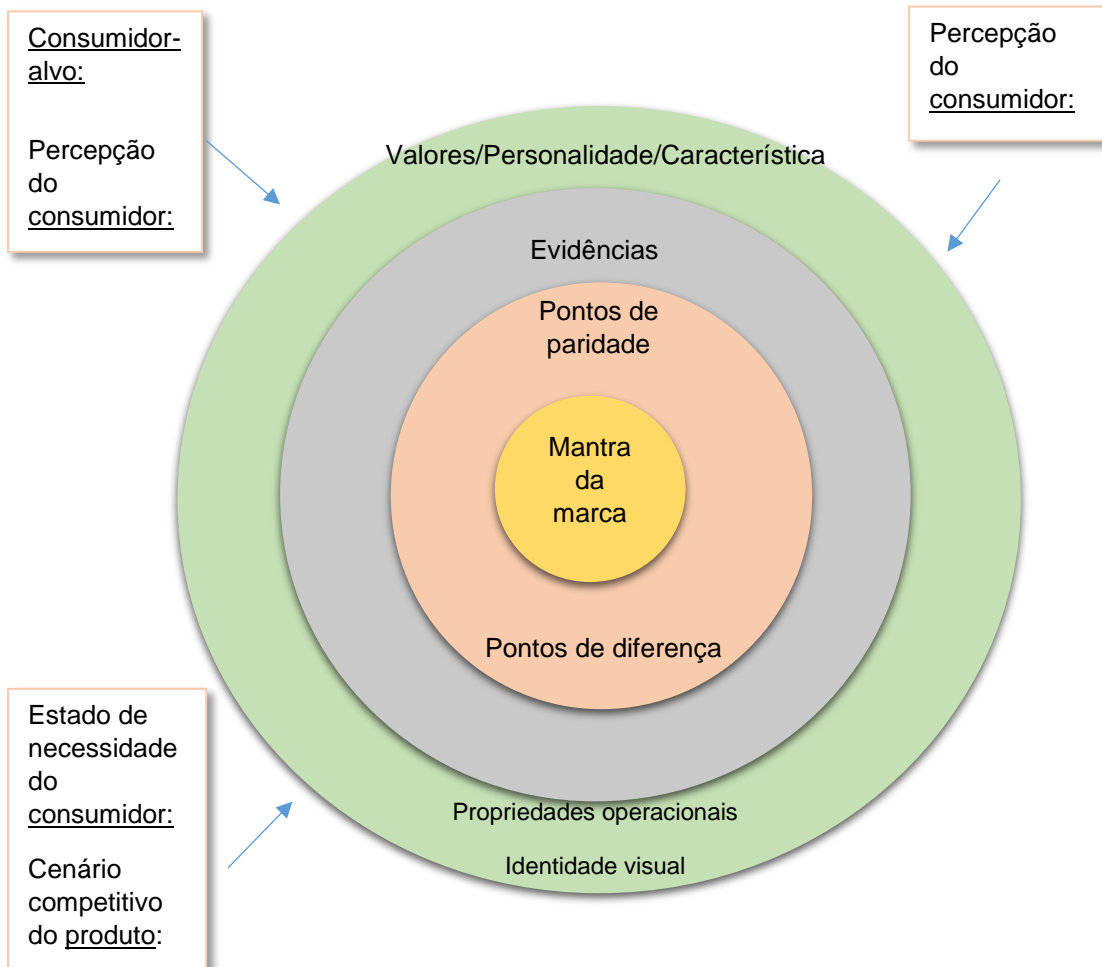 Consumidor-
alvo:
Percepção
do
consumidor:
Percepção
do
consumidor:
Valores/Personalidade/Característica
Evidências
Pontos de
paridade
Mantra
da
marca
Pontos de diferença
Propriedades operacionais
Identidade visual
Estado de
necessidade
do
consumidor:
Cenário
competitivo
do produto: